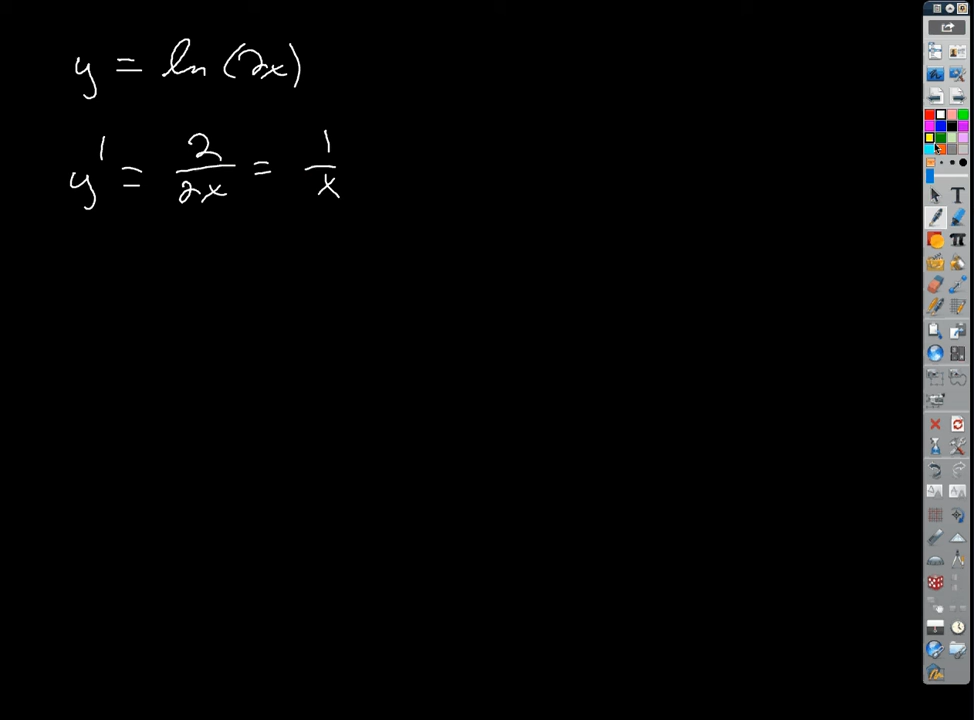 y = ln (2x)
y' = 2/2x = 1/x